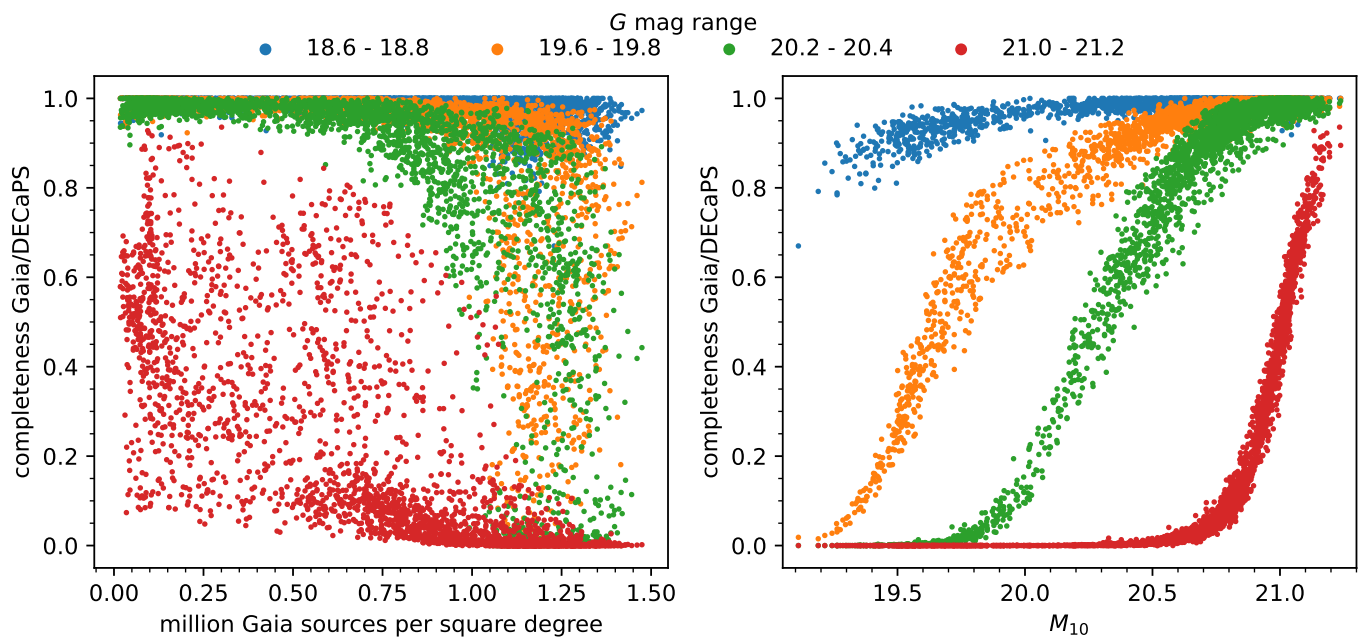 G mag range
18.6 - 18.8 19.6 - 19.8 20.2 - 20.4 21.0 - 21.2
completeness Gaia/DECaPS
1.0
0.8
0.6
0.4
0.2
0.0
0.00 0.25 0.50 0.75 1.00 1.25 1.50
million Gaia sources per square degree
completeness Gaia/DECaPS
1.0
0.8
0.6
0.4
0.2
0.0
19.5 20.0 20.5 21.0
M10